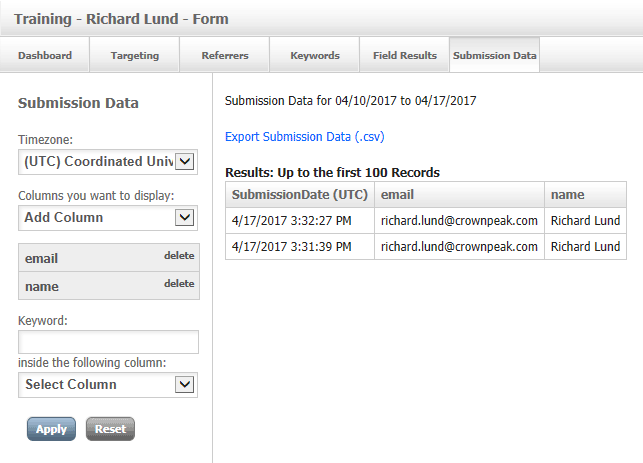 Training - Richard Lund - Form
Dashboard Targeting Referrers Keywords Field Results Submission Data
Submission Data
Timezone:
(UTC) Coordinated Univ
Columns you want to display:
Add Column
email delete
name delete
Keyword:
inside the following column:
Select Column
Apply Reset
Submission Data for 04/10/2017 to 04/17/2017
Export Submission Data (.csv)
Results: Up to the first 100 Records
SubmissionDate (UTC) email name
4/17/2017 3:32:27 PM richard.lund@crownpeak.com Richard Lund
4/17/2017 3:31:39 PM richard.lund@crownpeak.com Richard Lund